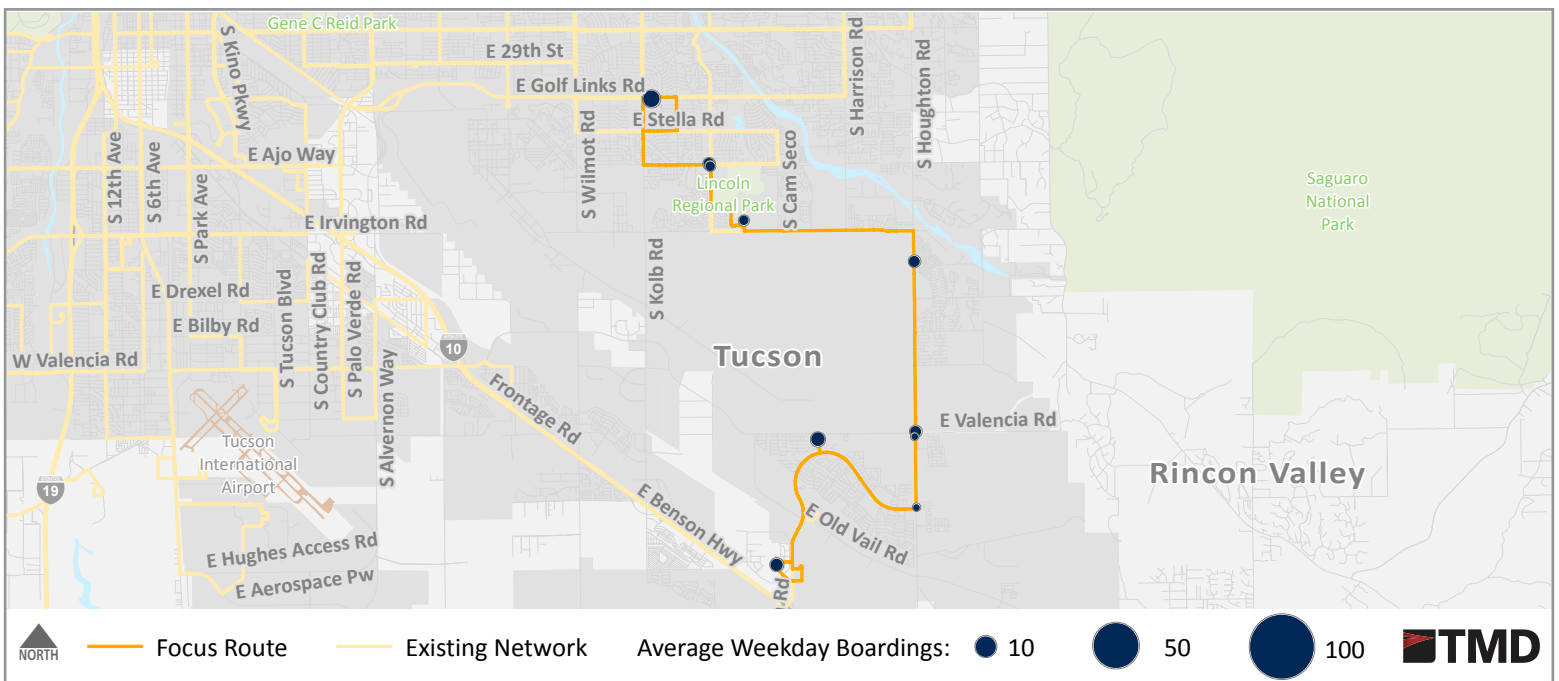 Gene C Reid Park
S Kino Pkwy
E 29th St
E Golf Links Rd
S Harrison Rd
S Houghton Rd
E Stella Rd
S Wilmot Rd
S Cam Seco
E Ajo Way
S 12th Ave
S 6th Ave
S Park Ave
Lincoln
Regional Park
Saguaro
National
Park
E Irvington Rd
S Kolb Rd
E Drexel Rd
S Tucson Blvd
S Country Club Rd
S Palo Verde Rd
E Bilby Rd
10
W Valencia Rd
Tucson
S Alvernon Way
Frontage Rd
E Valencia Rd
Tucson
International
Airport
Rincon Valley
19
E Benson Hwy
E Old Vail Rd
E Hughes Access Rd
E Aerospace Pw
Rd
NORTH
Focus Route
Existing Network
Average Weekday Boardings:
10
50
100
TMD